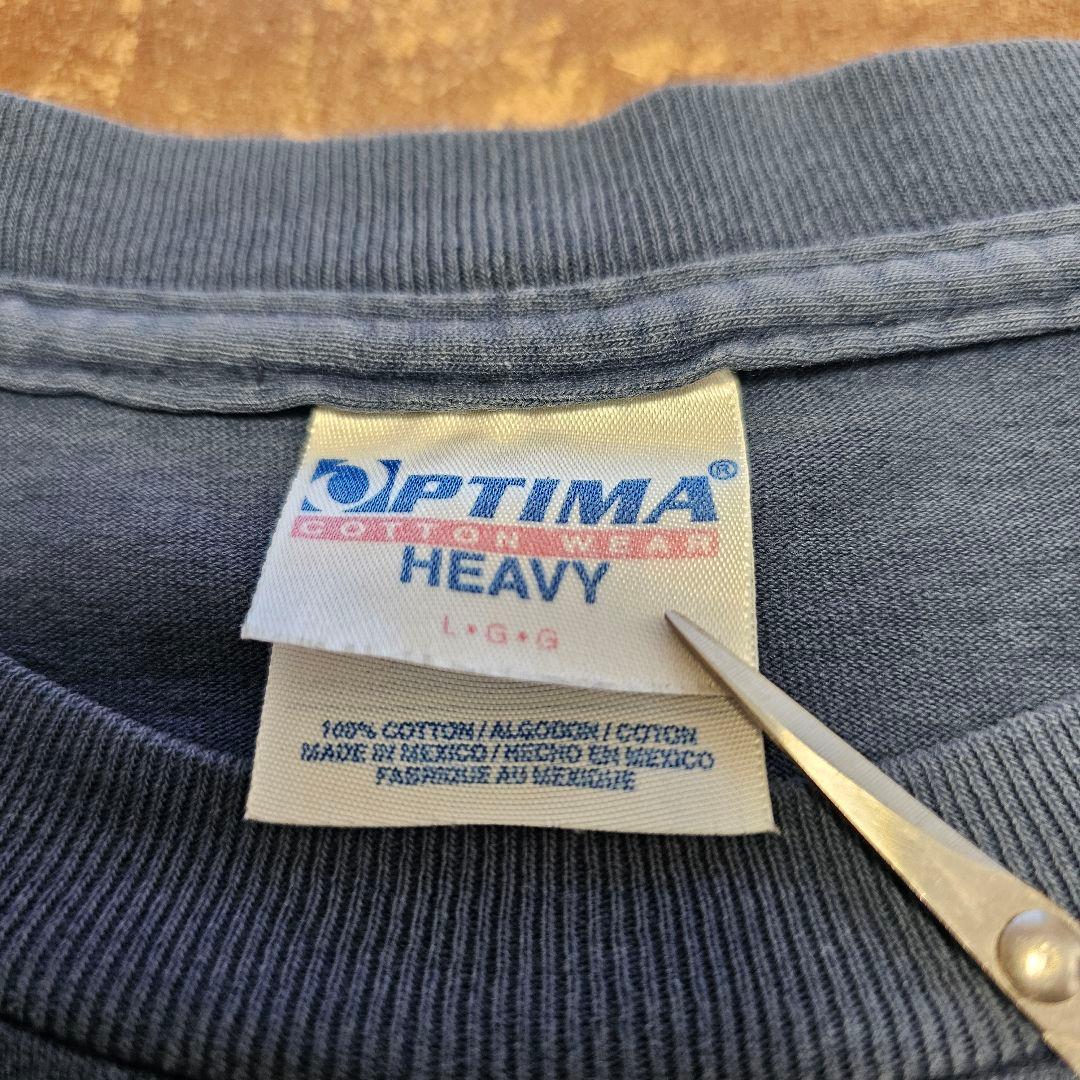 OPTIMA®
COTTON WEAR
HEAVY
L•G•G
100% COTTON/ALGODON/COTON
MADE IN MEXICO/HECHO EN MEXICO
FABRIQUE AU MEXIQUE